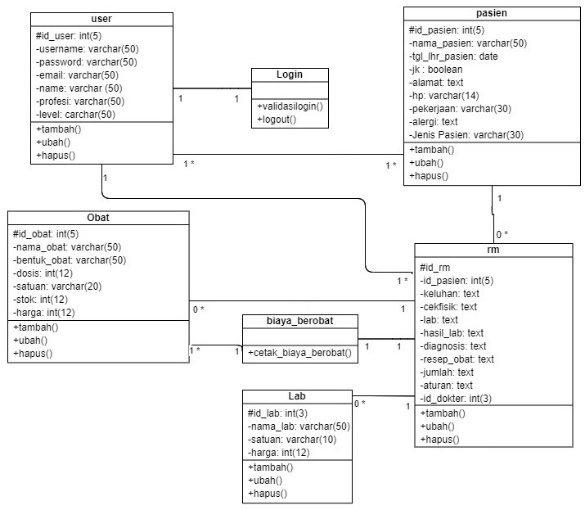 user
#id_user: int(5)
-username: varchar(50)
-password: varchar(50)
-email: varchar(50)
-name: varchar (50)
-profesi: varchar(50)
-level: carchar(50)
+tambah()
+ubah()
+hapus()
Login
+validasilogin()
+logout()
1
1
pasien
#id_pasien: int(5)
-nama_pasien: varchar(50)
-tgl_lhr_pasien: date
-jk : boolean
-alamat: text
-hp: varchar(14)
-pekerjaan: varchar(30)
-alergi: text
-Jenis Pasien: varchar(30)
+tambah()
+ubah()
+hapus()
1 *
1 *
1
1 *
1
0 *
Obat
#id_obat: int(5)
-nama_obat: varchar(50)
-bentuk_obat: varchar(50)
-dosis: int(12)
-satuan: varchar(20)
-stok: int(12)
-harga: int(12)
+tambah()
+ubah()
+hapus()
0 *
1
1 *
1
biaya_berobat
+cetak_biaya_berobat()
1
1
rm
#id_rm
-id_pasien: int(5)
-keluhan: text
-cekfisik: text
-lab: text
-hasil_lab: text
-diagnosis: text
-resep_obat: text
-jumlah: text
-aturan: text
-id_dokter: int(3)
+tambah()
+ubah()
+hapus()
Lab
#id_lab: int(3)
-nama_lab: varchar(50)
-satuan: varchar(10)
-harga: int(12)
+tambah()
+ubah()
+hapus()
0 *
1